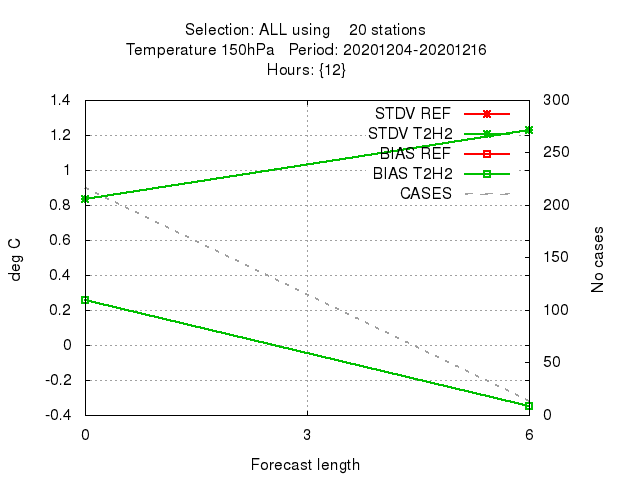 Selection: ALL using    20 stations
Temperature 150hPa   Period: 20201204-20201216
Hours: {12}
1.4
1.2
1
0.8
0.6
0.4
0.2
0
-0.2
-0.4
deg C
STDV REF
STDV T2H2
BIAS REF
BIAS T2H2
CASES
300
250
200
150
100
50
0
No cases
0 3 6
Forecast length